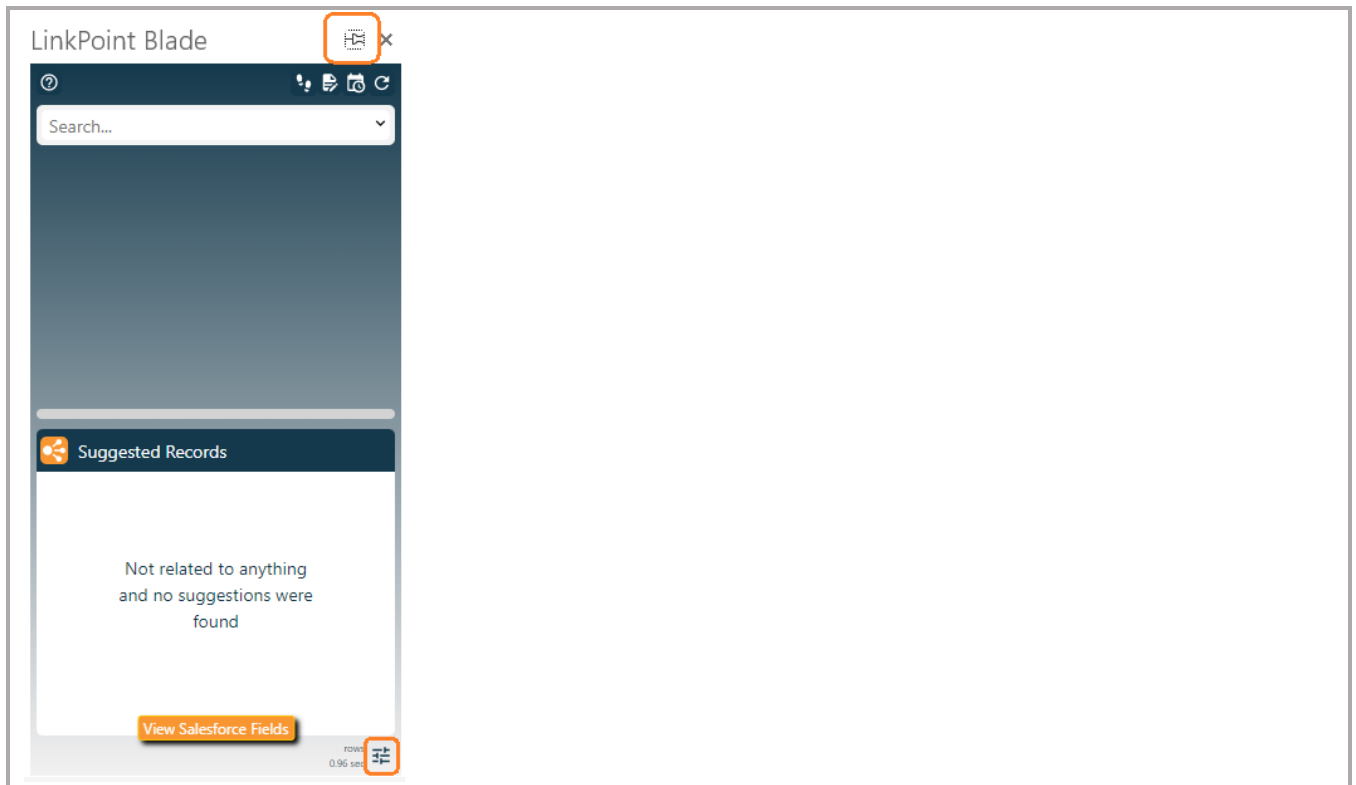 LinkPoint Blade
Search...
Suggested Records
Not related to anything
and no suggestions were
found
View Salesforce Fields
rows
0.96 sec